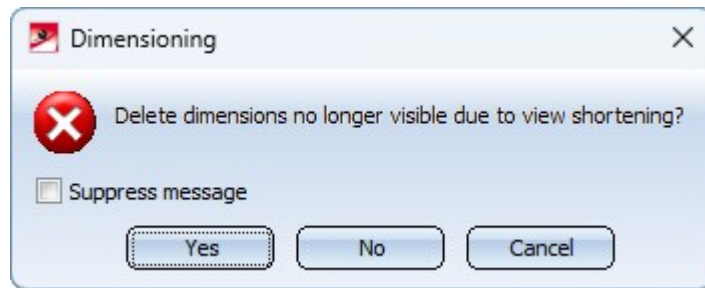 Dimensioning
Delete dimensions no longer visible due to view shortening?
Suppress message
Yes No Cancel